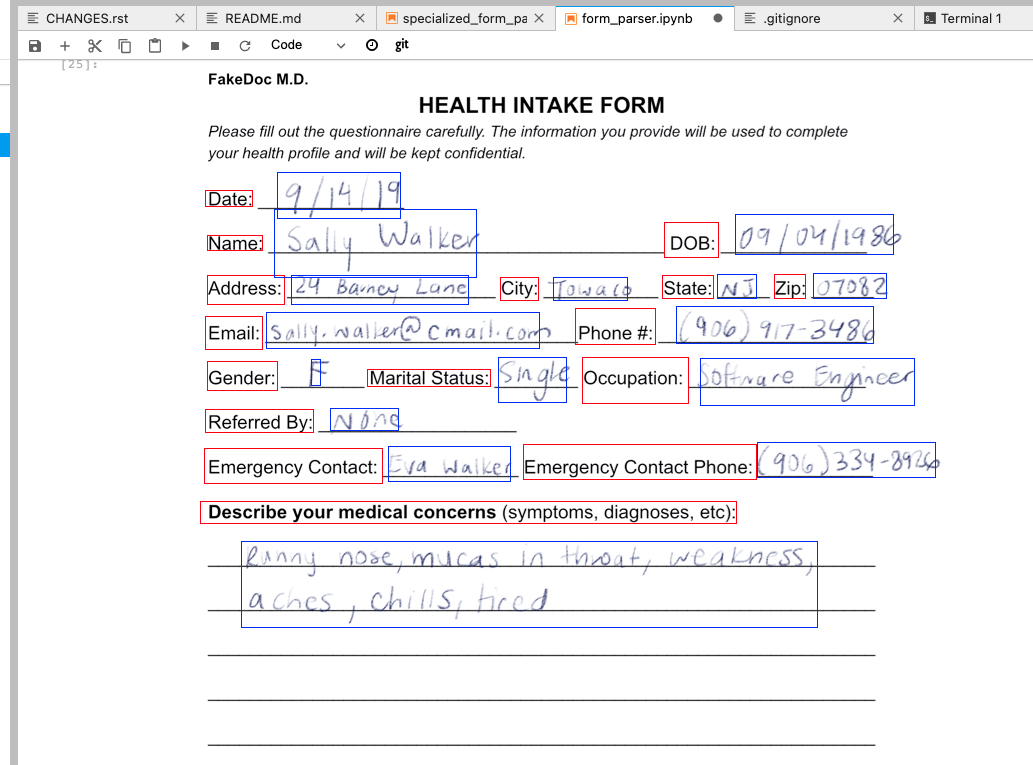 CHANGES.rst README.md specialized_form_pa form_parser.ipynb .gitignore Terminal 1
Code git
[25]:
FakeDoc M.D.
HEALTH INTAKE FORM
Please fill out the questionnaire carefully. The information you provide will be used to complete
your health profile and will be kept confidential.
Date: 9/14/19
Name: Sally Walker DOB: 09/04/1986
Address: 24 Barney Lane City: Towaco State: NJ Zip: 07082
Email: Sally.waller@cmail.com Phone #: (906) 917-3486
Gender: F Marital Status: Single Occupation: Software Engineer
Referred By: None
Emergency Contact: Eva Walker Emergency Contact Phone: (906)334-8926
Describe your medical concerns (symptoms, diagnoses, etc):
Runny nose, mucas in throat, weakness,
aches, chills, tired